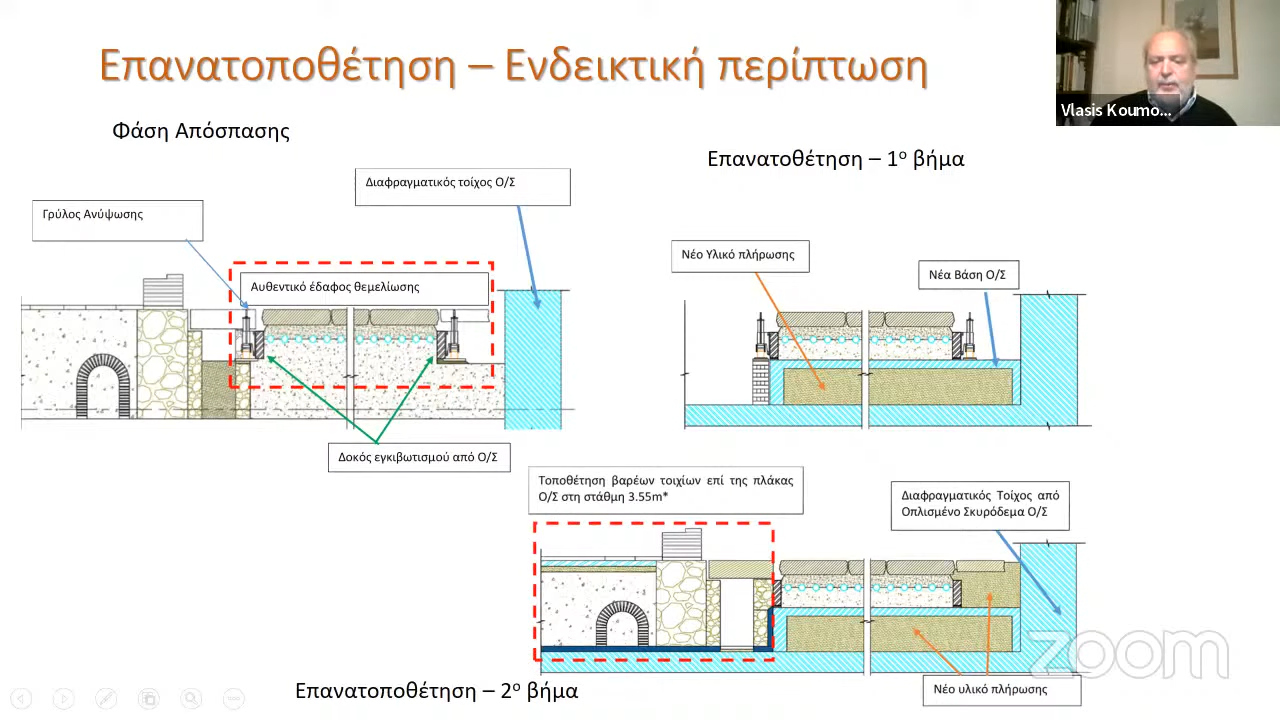 Επανατοποθέτηση – Ενδεικτική περίπτωση
Vlasis Koumo...
Φάση Απόσπασης
Επανατοθέτηση – 1ο βήμα
Διαφραγματικός τοίχος Ο/Σ
Γρύλος Ανύψωσης
Αυθεντικό έδαφος θεμελίωσης
Νέο Υλικό πλήρωσης
Νέα Βάση Ο/Σ
Δοκός εγκιβωτισμού από Ο/Σ
Τοποθέτηση βαρέων τοιχίων επί της πλάκας
Ο/Σ στη στάθμη 3.55m*
Διαφραγματικός Τοίχος από
Οπλισμένο Σκυρόδεμα Ο/Σ
zoom
Νέο υλικό πλήρωσης
Επανατοποθέτηση – 2ο βήμα